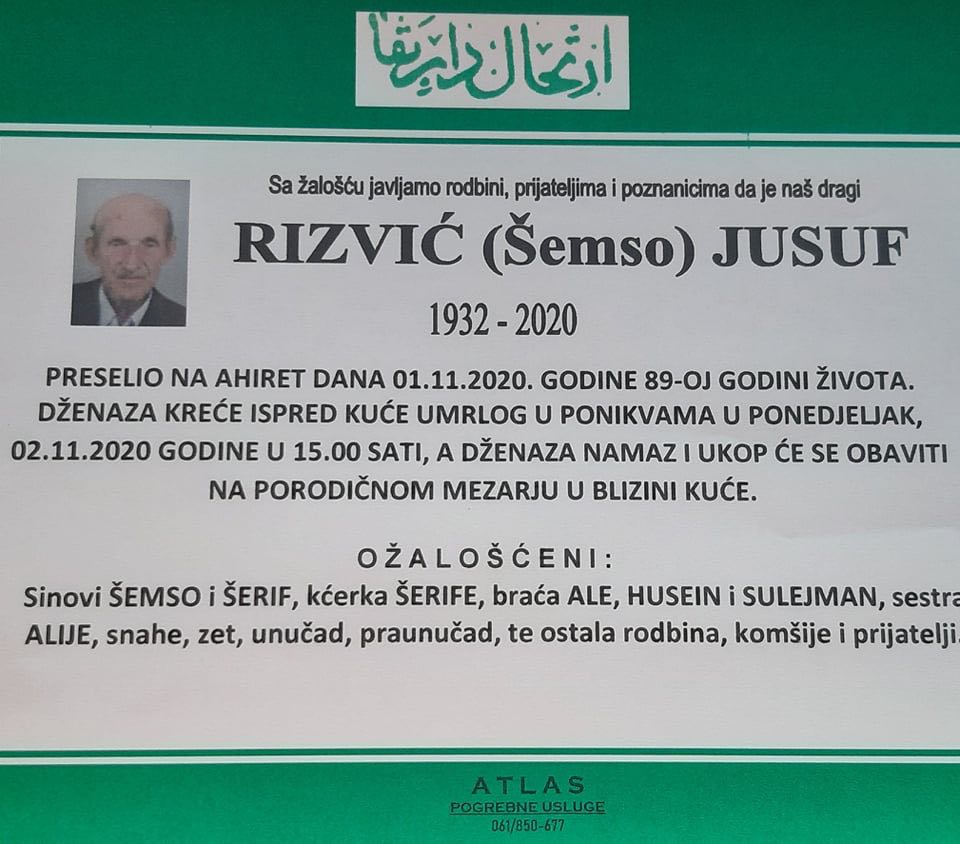 ارتحال دار بقا
Sa žalošću javljamo rodbini, prijateljima i poznanicima da je naš dragi
RIZVIĆ (Šemso) JUSUF
1932 - 2020
PRESELIO NA AHIRET DANA 01.11.2020. GODINE 89-OJ GODINI ŽIVOTA.
DŽENAZA KREĆE ISPRED KUĆE UMRLOG U PONIKVAMA U PONEDJELJAK,
02.11.2020 GODINE U 15.00 SATI, A DŽENAZA NAMAZ I UKOP ĆE SE OBAVITI
NA PORODIČNOM MEZARJU U BLIZINI KUĆE.
OŽALOŠĆENI:
Sinovi ŠEMSO i ŠERIF, kćerka ŠERIFE, braća ALE, HUSEIN i SULEJMAN, sestra
ALIJE, snahe, zet, unučad, praunučad, te ostala rodbina, komšije i prijatelji.
ATLAS
POGREBNE USLUGE
061/850-677